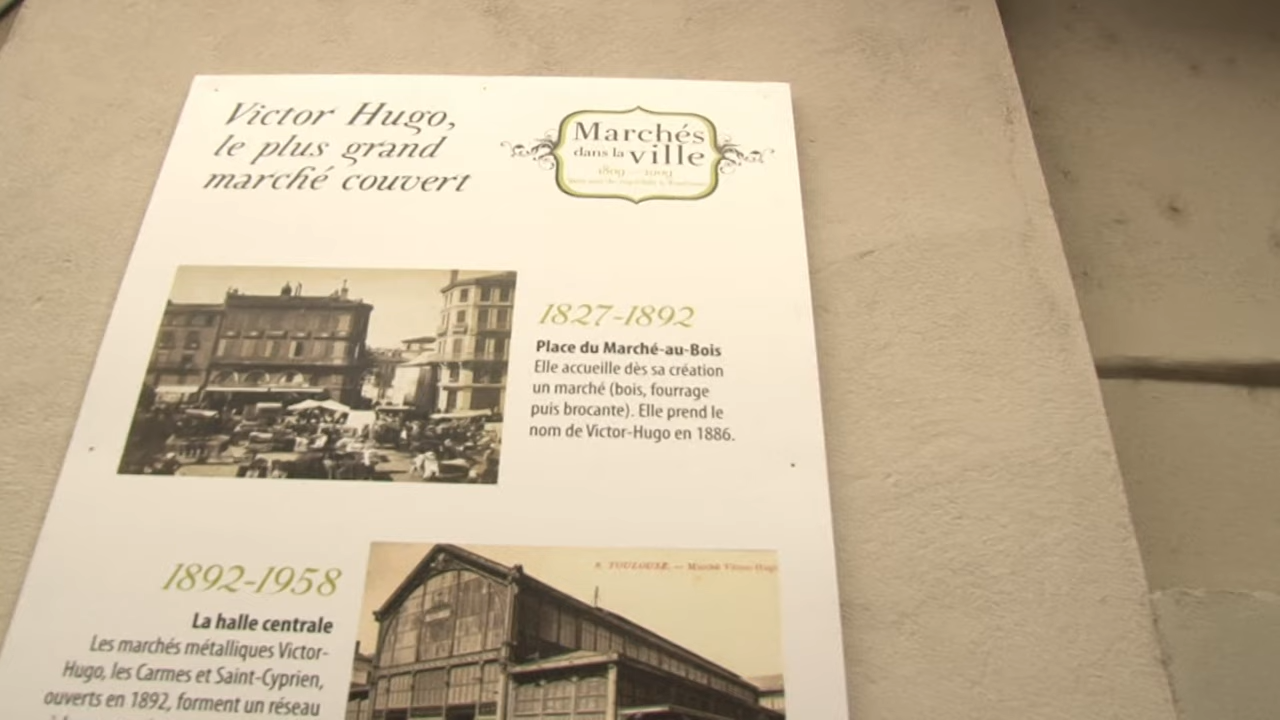 Victor Hugo,
le plus grand
marché couvert
Marchés
dans la ville
1809 - 2009
1827-1892
Place du Marché-au-Bois
Elle accueille dès sa création
un marché (bois, fourrage
puis brocante). Elle prend le
nom de Victor-Hugo en 1886.
TOULOUSE. — Marché Victor-Hugo
1892-1958
La halle centrale
Les marchés métalliques Victor-
Hugo, les Carmes et Saint-Cyprien,
ouverts en 1892, forment un réseau